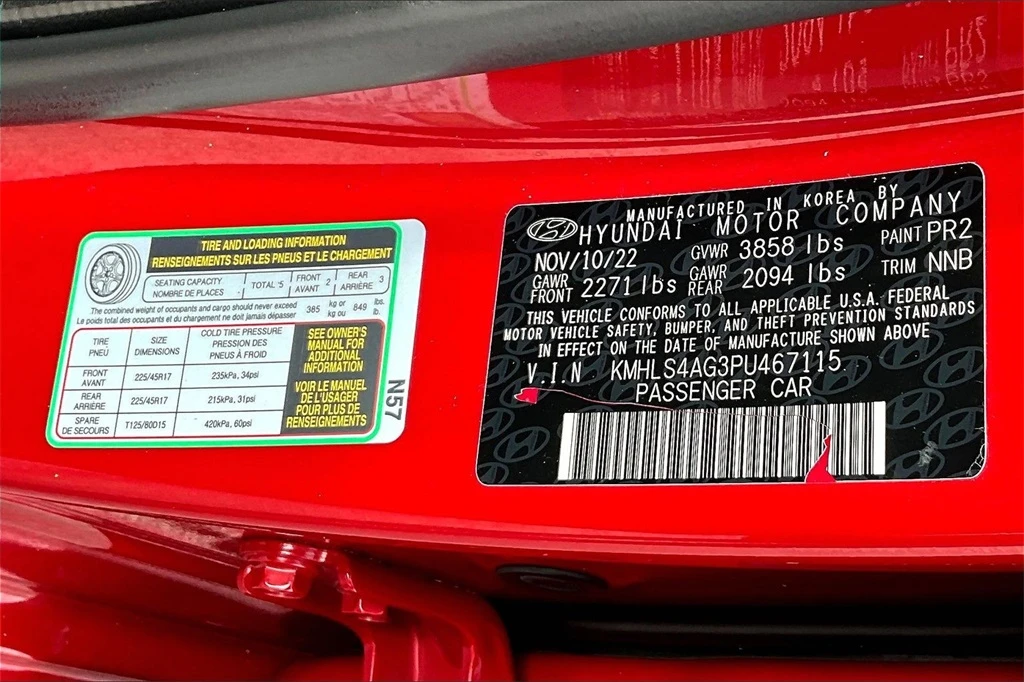 TIRE AND LOADING INFORMATION
RENSEIGNEMENTS SUR LES PNEUS ET LE CHARGEMENT
SEATING CAPACITY
NOMBRE DE PLACES
TOTAL 5
FRONT
AVANT 2
REAR
ARRIÈRE 3
The combined weight of occupants and cargo should never exceed
Le poids total des occupants et du chargement ne doit jamais dépasser
385 kg or
kg ou 849 lbs.
lb.
TIRE
PNEU
SIZE
DIMENSIONS
COLD TIRE PRESSURE
PRESSION DES
PNEUS À FROID
FRONT
AVANT
225/45R17
235kPa, 34psi
REAR
ARRIÈRE
225/45R17
215kPa, 31psi
SPARE
DE SECOURS
T125/80D15
420kPa, 60psi
SEE OWNER'S
MANUAL FOR
ADDITIONAL
INFORMATION
VOIR LE MANUEL
DE L'USAGER
POUR PLUS DE
RENSEIGNEMENTS
N57
MANUFACTURED IN KOREA BY
HYUNDAI MOTOR COMPANY
NOV/10/22 GVWR 3858 lbs PAINT PR2
GAWR
FRONT 2271 lbs GAWR
REAR 2094 lbs TRIM NNB
THIS VEHICLE CONFORMS TO ALL APPLICABLE U.S.A. FEDERAL
MOTOR VEHICLE SAFETY, BUMPER, AND THEFT PREVENTION STANDARDS
IN EFFECT ON THE DATE OF MANUFACTURE SHOWN ABOVE
V.I.N KMHLS4AG3PU467115
PASSENGER CAR